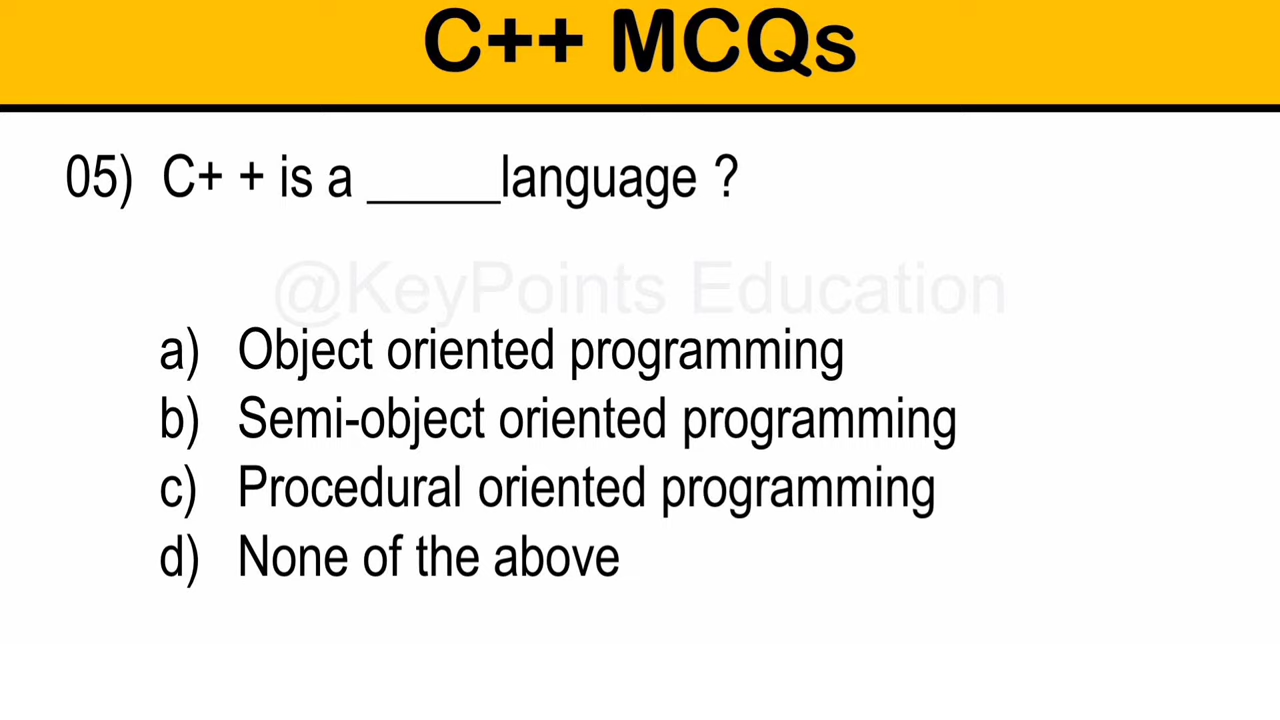 C++ MCQs
05) C+ + is a _____language ?
@KeyPoints Education
a) Object oriented programming
b) Semi-object oriented programming
c) Procedural oriented programming
d) None of the above